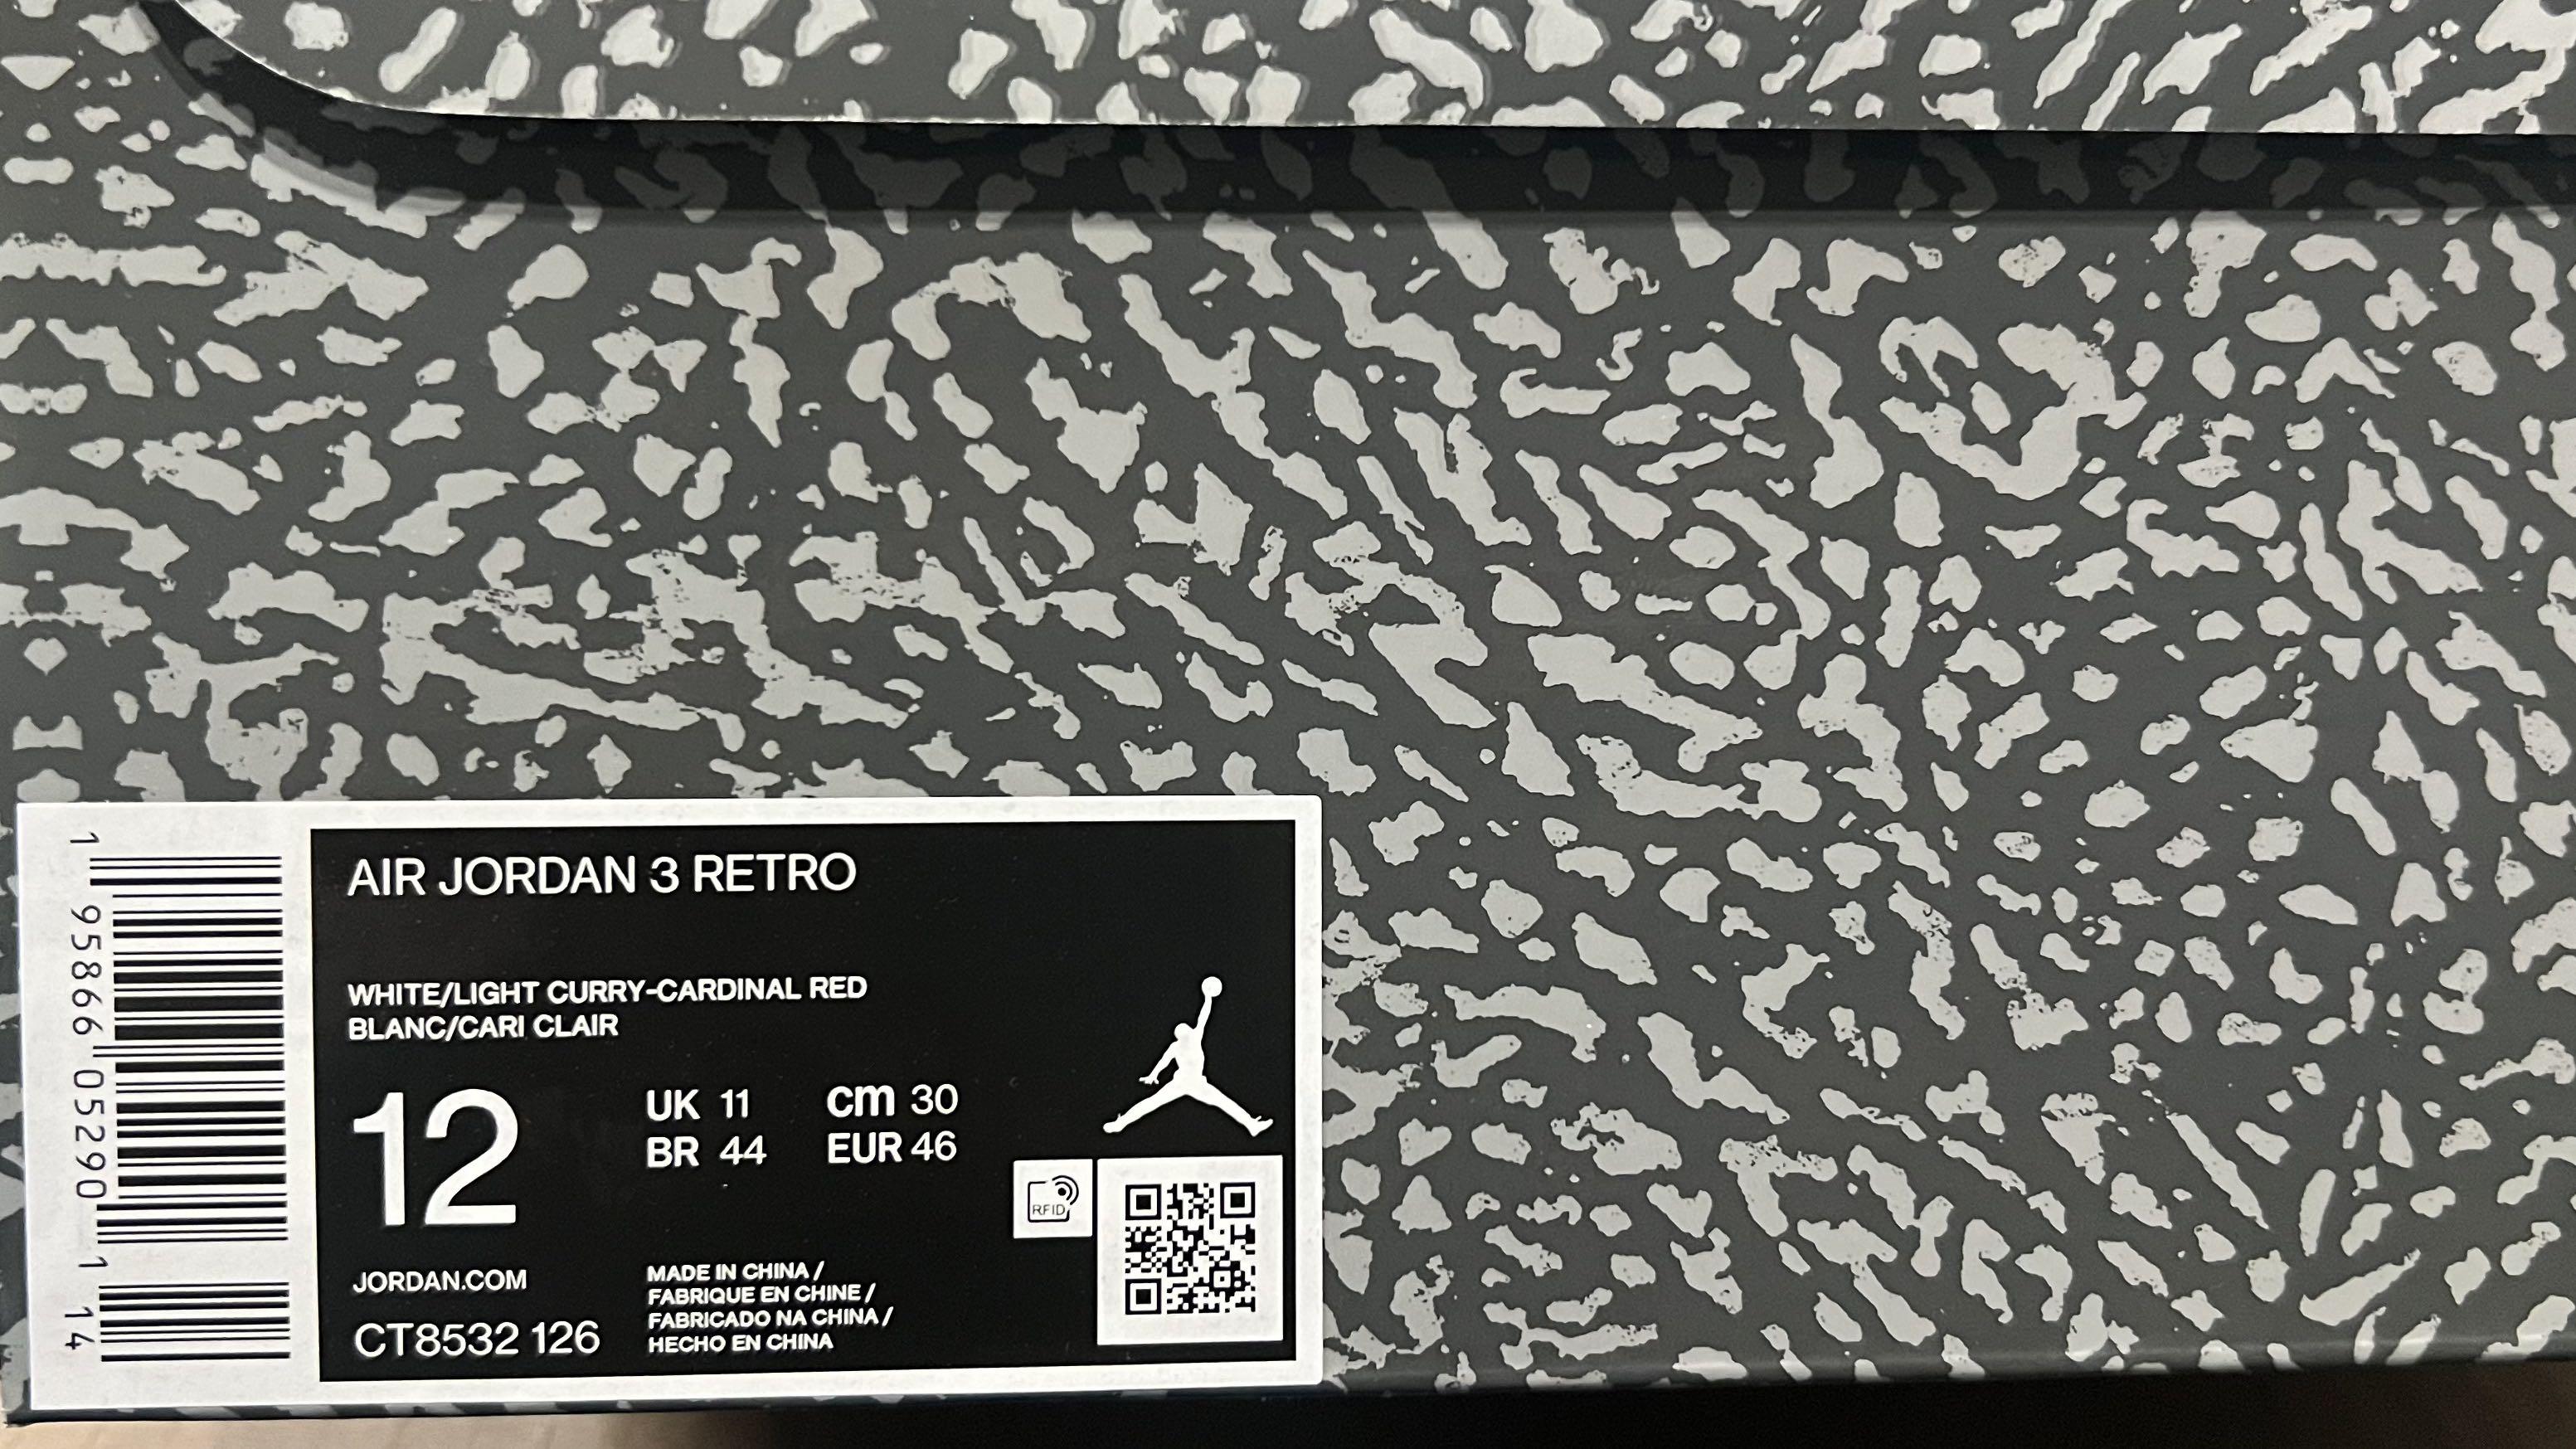 1 95866 05290 1 14
AIR JORDAN 3 RETRO
WHITE/LIGHT CURRY-CARDINAL RED
BLANC/CARI CLAIR
12
UK 11 cm 30
BR 44 EUR 46
RFID
JORDAN.COM
CT8532 126
MADE IN CHINA /
FABRIQUE EN CHINE /
FABRICADO NA CHINA /
HECHO EN CHINA